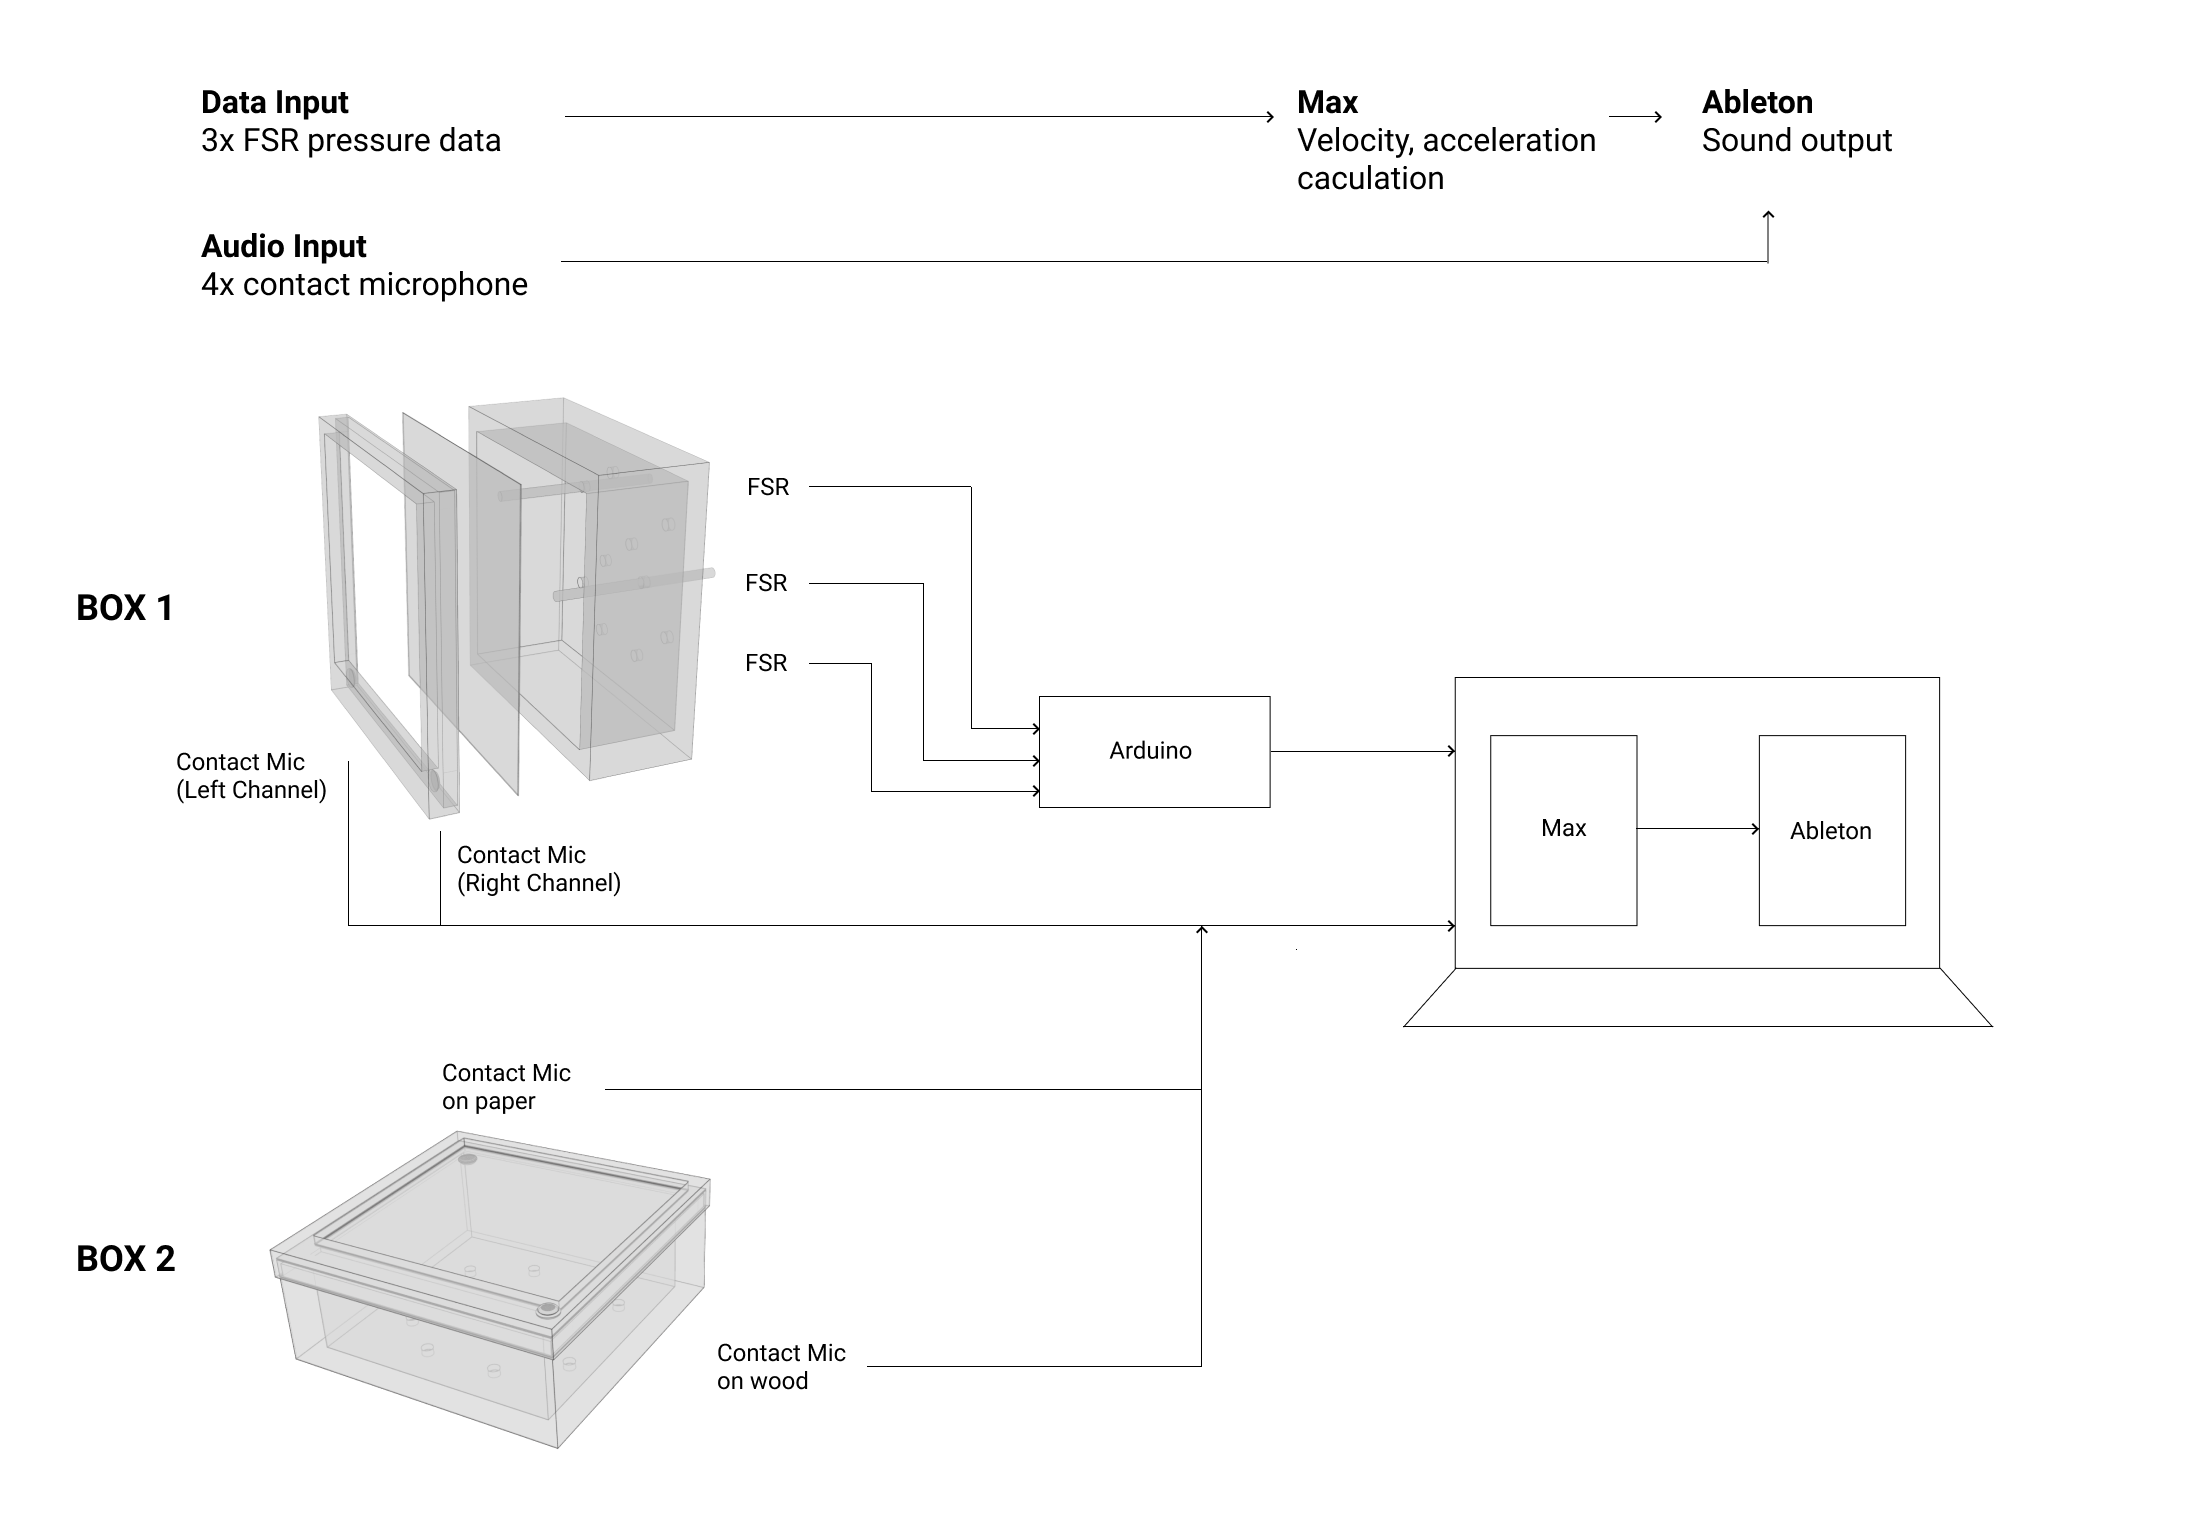 Data Input
3x FSR pressure data
Max
Velocity, acceleration
caculation
Ableton
Sound output
Audio Input
4x contact microphone
BOX 1
FSR
FSR
FSR
Contact Mic
(Left Channel)
Contact Mic
(Right Channel)
Arduino
Max
Ableton
BOX 2
Contact Mic
on paper
Contact Mic
on wood